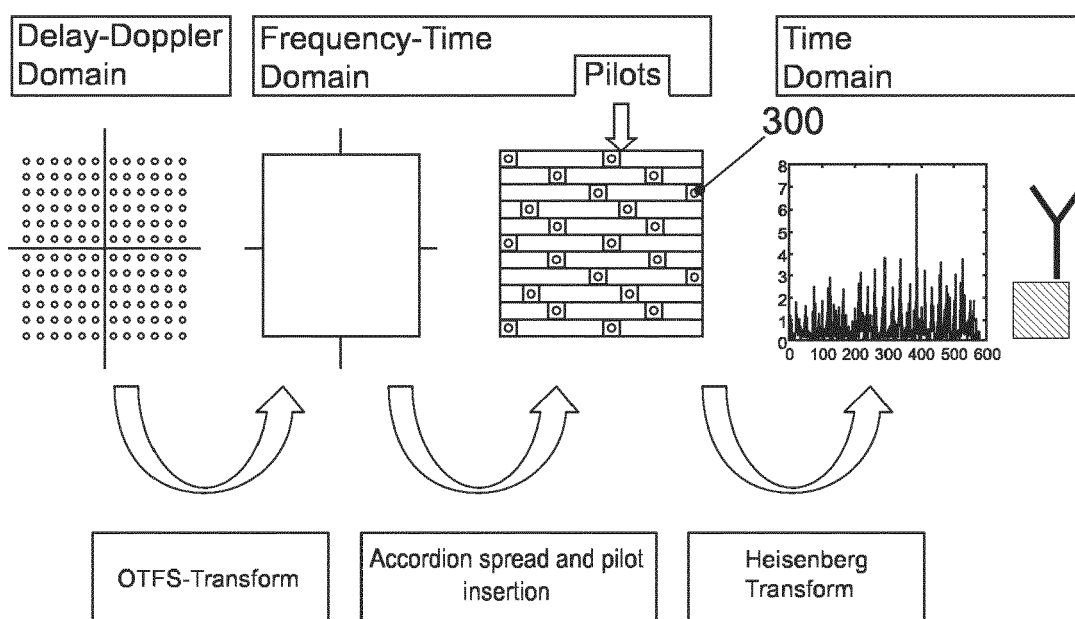 Delay-Doppler
Domain
Frequency-Time
Domain
Pilots
Time
Domain
300
8
7
6
5
4
3
2
1
0
0 100 200 300 400 500 600
OTFS-Transform
Accordion spread and pilot
insertion
Heisenberg
Transform